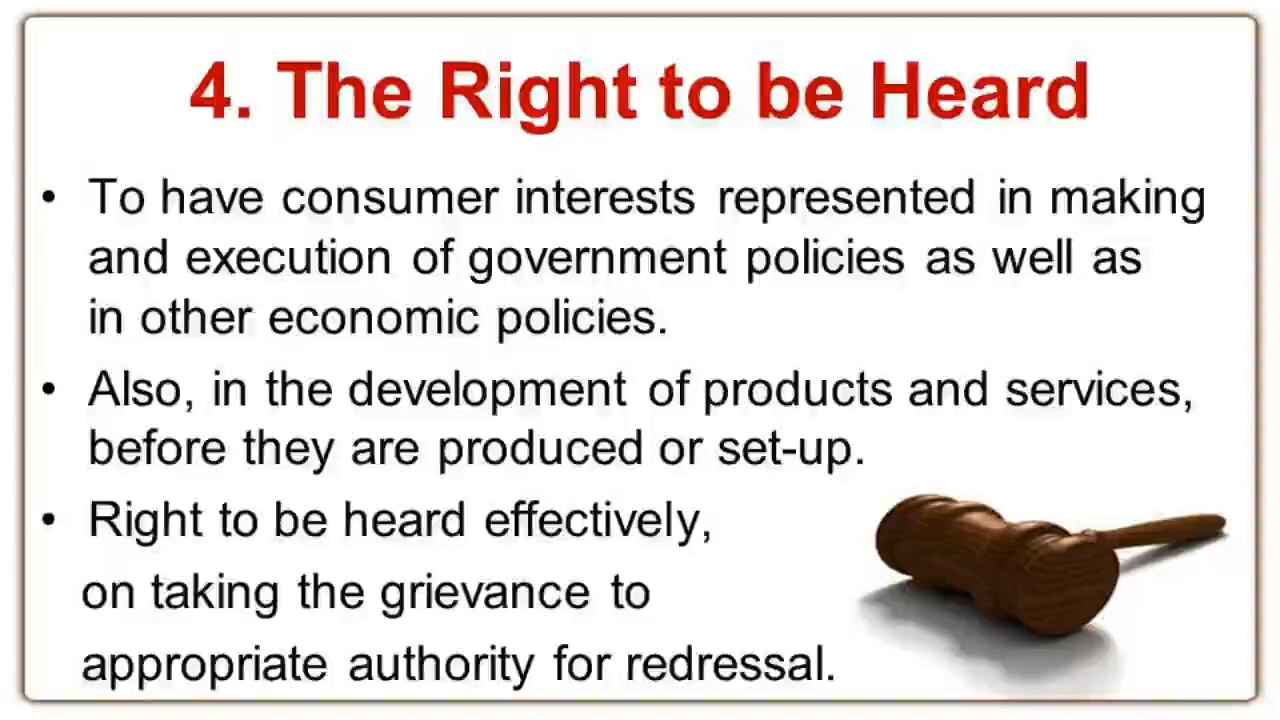 4. The Right to be Heard
• To have consumer interests represented in making
and execution of government policies as well as
in other economic policies.
• Also, in the development of products and services,
before they are produced or set-up.
• Right to be heard effectively,
on taking the grievance to
appropriate authority for redressal.